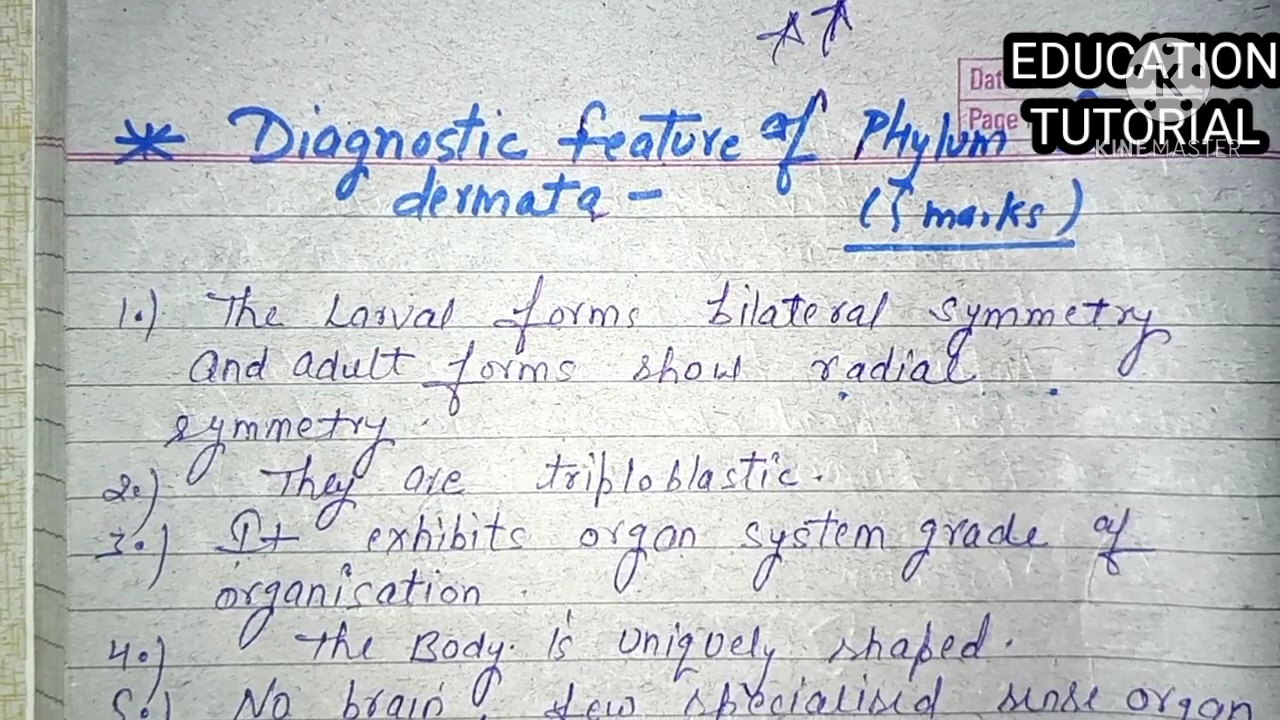 EDUCATION
TUTORIAL
KINEMASTER
Page
* Diagnostic feature of Phylum
dermata -
(5 marks)
1.) The Larval forms bilateral symmetry
and adult forms show radial
symmetry.
2.) They are triploblastic.
3.) It exhibits organ system grade of
organisation.
4.) The Body is uniquely shaped.
5.) No brain, few specialised sense organ